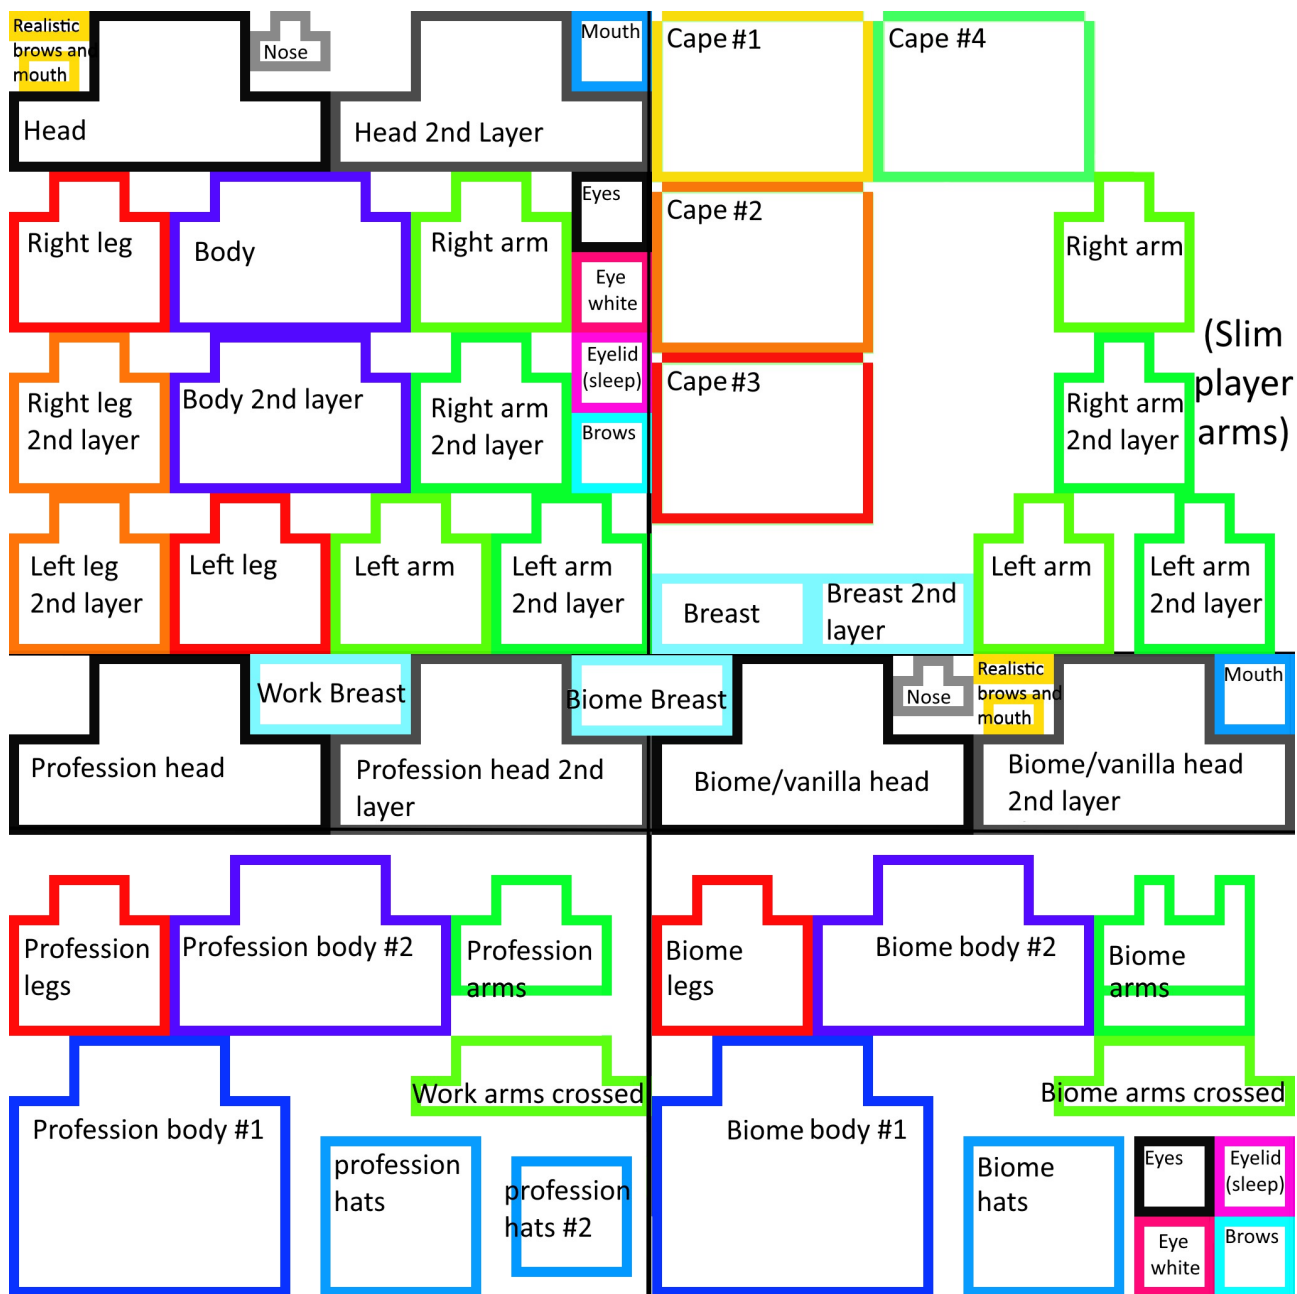 Realistic
brows and
mouth
Nose
Mouth
Head
Head 2nd Layer
Cape #1
Cape #4
Right leg
Body
Right arm
Eyes
Eye
white
Cape #2
Right arm
Right leg
2nd layer
Body 2nd layer
Right arm
2nd layer
Eyelid
(sleep)
Brows
Cape #3
Right arm
2nd layer
(Slim
player
arms)
Left leg
2nd layer
Left leg
Left arm
Left arm
2nd layer
Breast
Breast 2nd
layer
Left arm
Left arm
2nd layer
Work Breast
Biome Breast
Nose
Realistic
brows and
mouth
Mouth
Profession head
Profession head 2nd
layer
Biome/vanilla head
Biome/vanilla head
2nd layer
Profession
legs
Profession body #2
Profession
arms
Biome
legs
Biome body #2
Biome
arms
Work arms crossed
Biome arms crossed
Profession body #1
profession
hats
profession
hats #2
Biome body #1
Biome
hats
Eyes
Eyelid
(sleep)
Eye
white
Brows